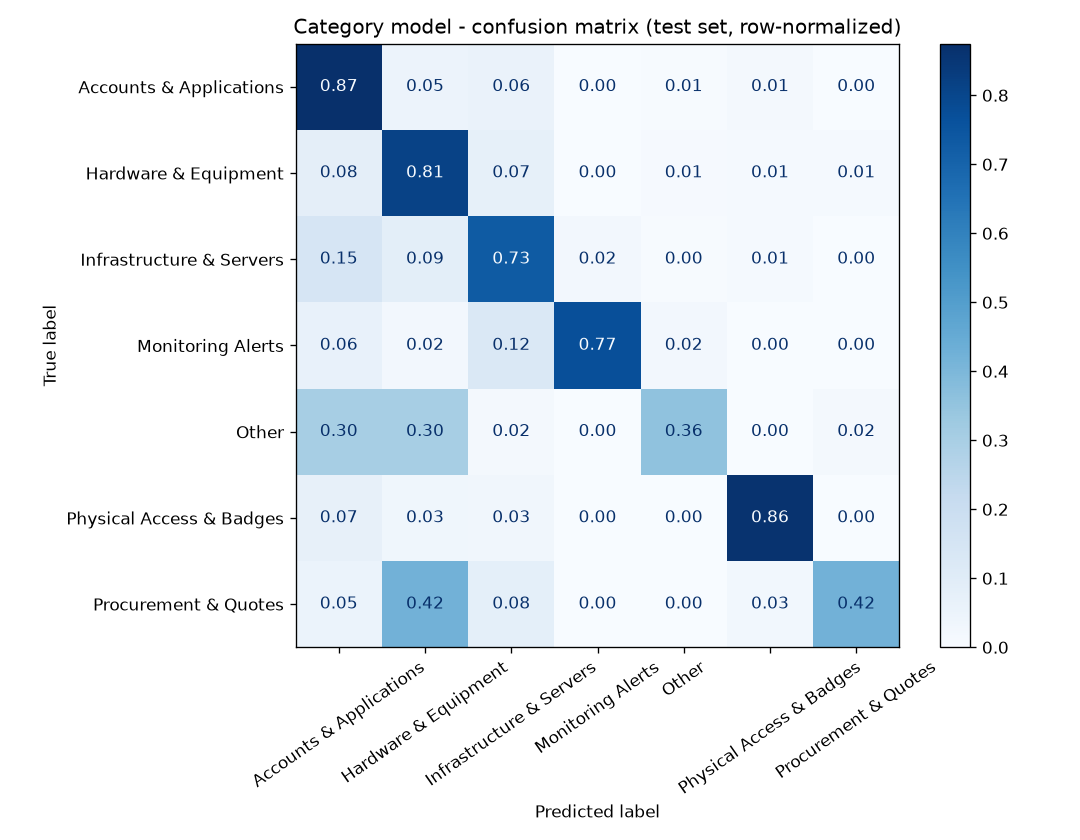 Category model - confusion matrix (test set, row-normalized)
Accounts & Applications 0.87 0.05 0.06 0.00 0.01 0.01 0.00
Hardware & Equipment 0.08 0.81 0.07 0.00 0.01 0.01 0.01
Infrastructure & Servers 0.15 0.09 0.73 0.02 0.00 0.01 0.00
Monitoring Alerts 0.06 0.02 0.12 0.77 0.02 0.00 0.00
Other 0.30 0.30 0.02 0.00 0.36 0.00 0.02
Physical Access & Badges 0.07 0.03 0.03 0.00 0.00 0.86 0.00
Procurement & Quotes 0.05 0.42 0.08 0.00 0.00 0.03 0.42
True label
Accounts & Applications
Hardware & Equipment
Infrastructure & Servers
Monitoring Alerts
Other
Physical Access & Badges
Procurement & Quotes
Predicted label
0.8
0.7
0.6
0.5
0.4
0.3
0.2
0.1
0.0